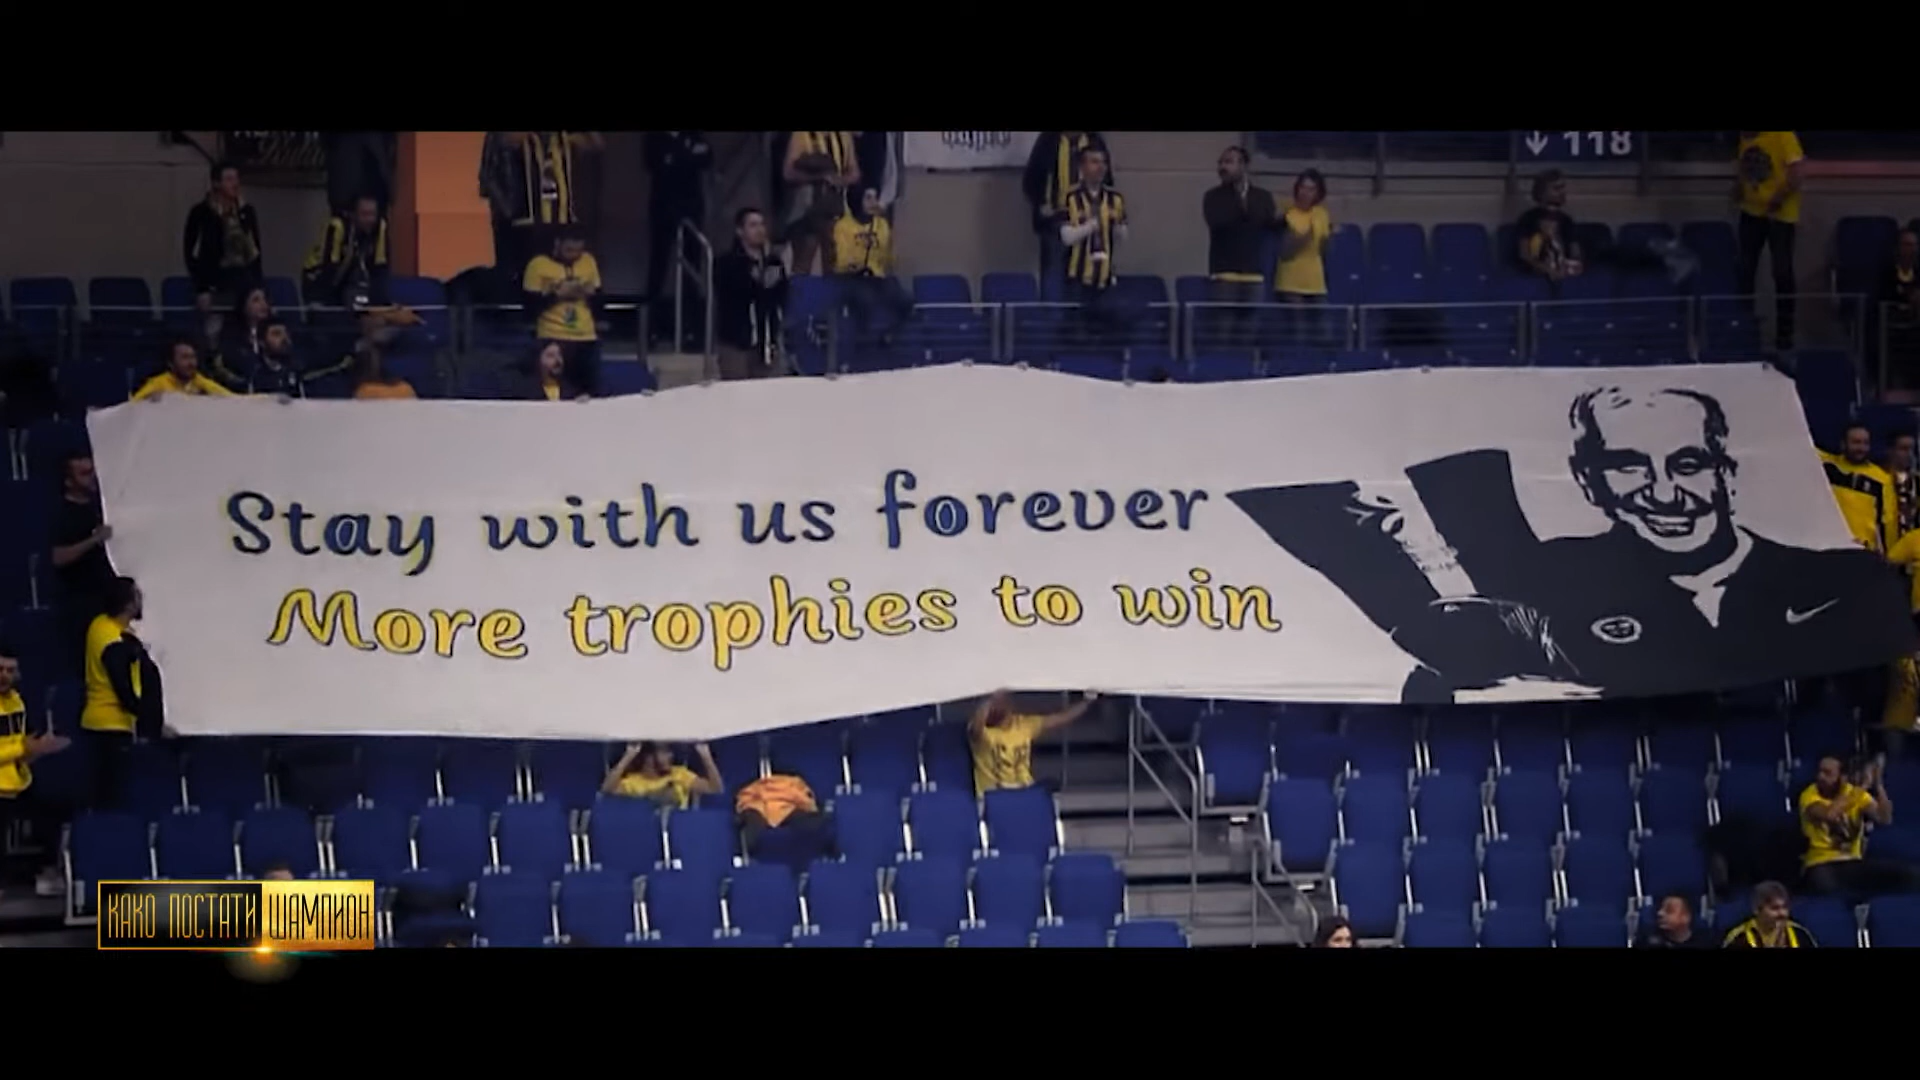 ↓ 118
Stay with us forever
More trophies to win
КАКО ПОСТАТИ ШАМПИОН